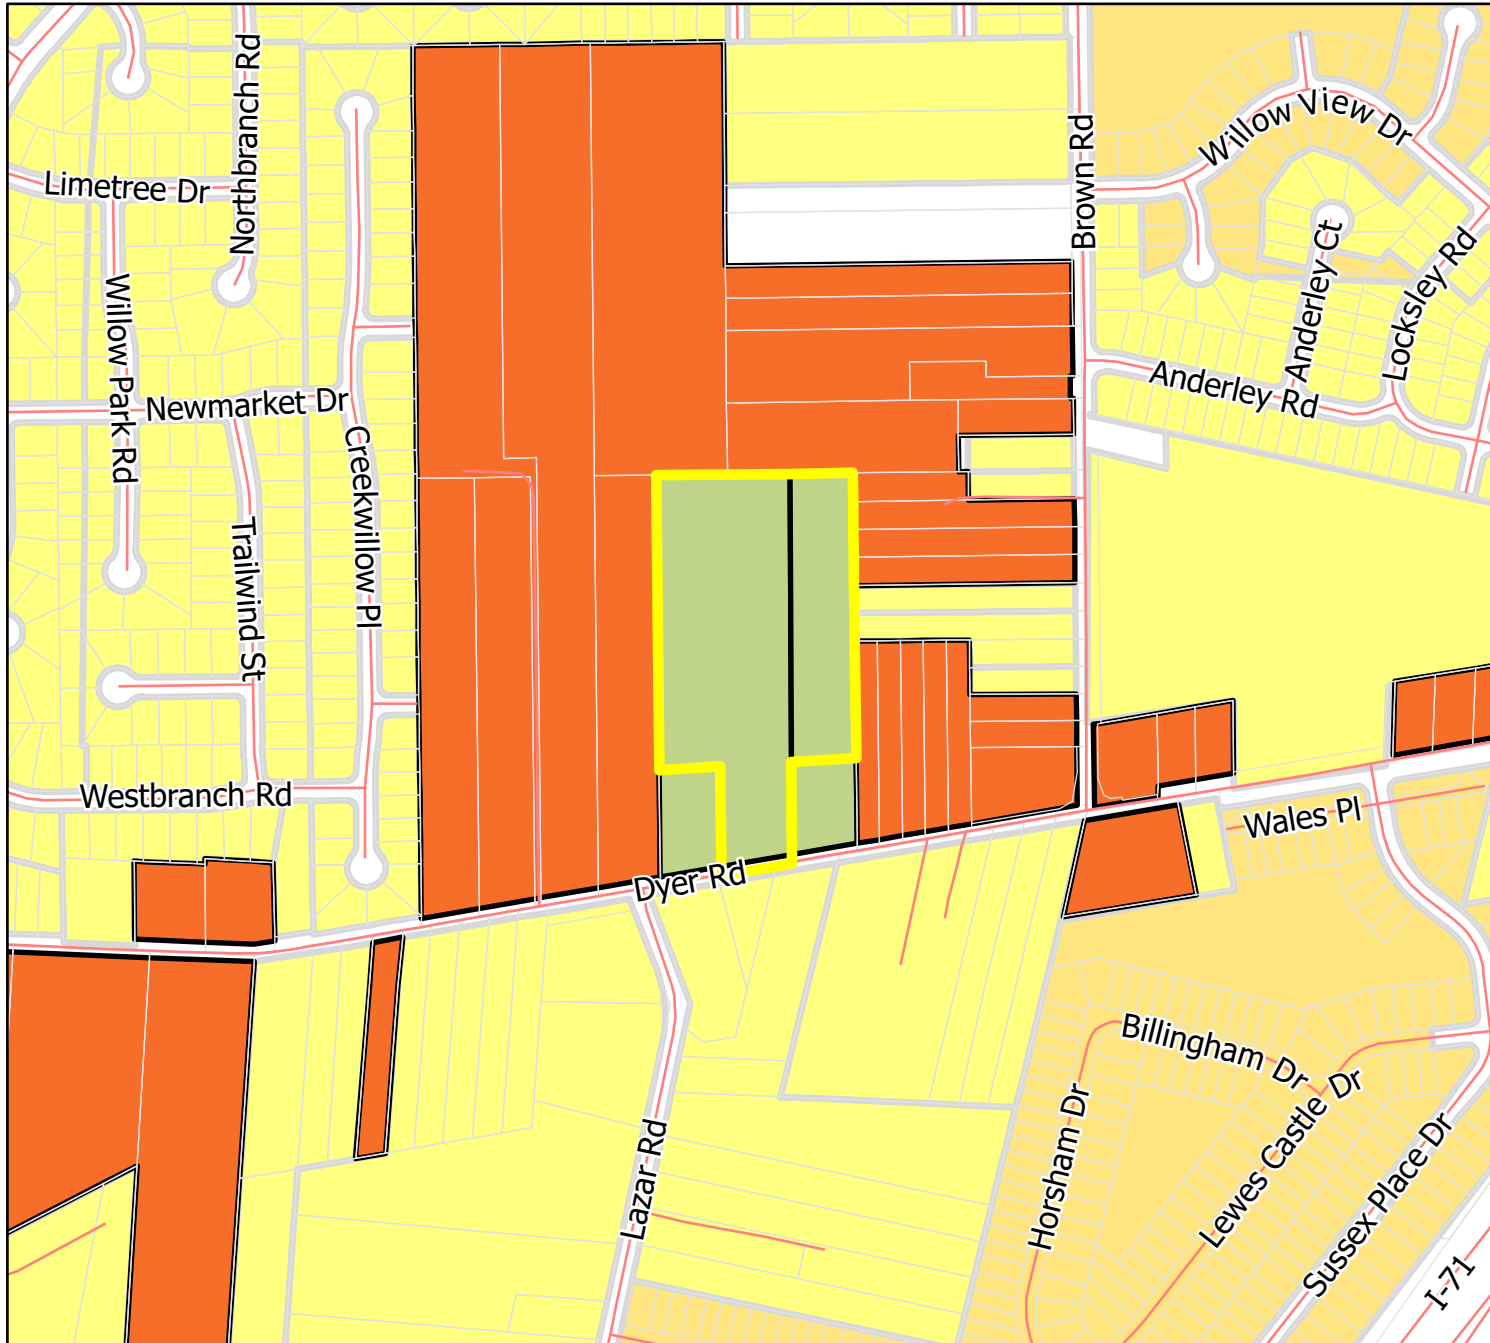 Northbranch Rd
Limetree Dr
Willow Park Rd
Newmarket Dr
Creekwillow Pl
Trailwind St
Westbranch Rd
Brown Rd
Willow View Dr
Anderley Ct
Locksley Rd
Anderley Rd
Wales Pl
Dyer Rd
Lazar Rd
Billingham Dr
Horsham Dr
Lewes Castle Dr
Sussex Place Dr
I-71